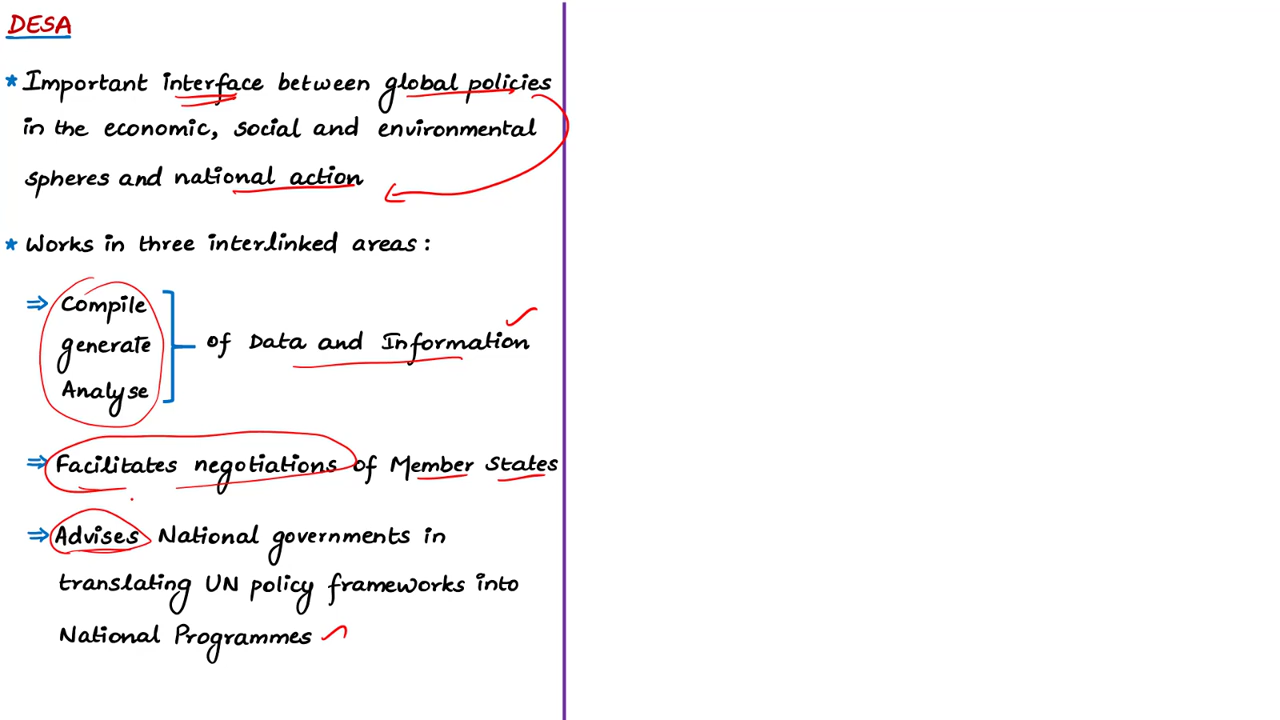 DESA
* Important interface between global policies
in the economic, social and environmental
spheres and national action
* Works in three interlinked areas:
⇒ Compile
generate
Analyse
of Data and Information
⇒ Facilitates negotiations of Member States
⇒ Advises National governments in
translating UN policy frameworks into
National Programmes